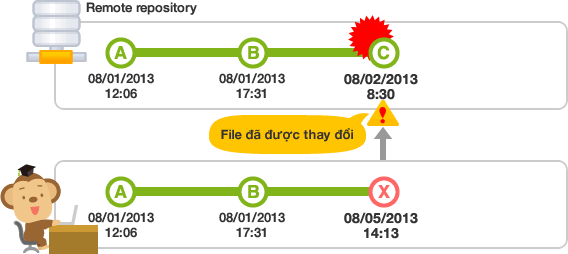 Remote repository
A B C
08/01/2013 08/01/2013 08/02/2013
12:06 17:31 8:30
!
File đã được thay đổi
A B X
08/01/2013 08/01/2013 08/05/2013
12:06 17:31 14:13